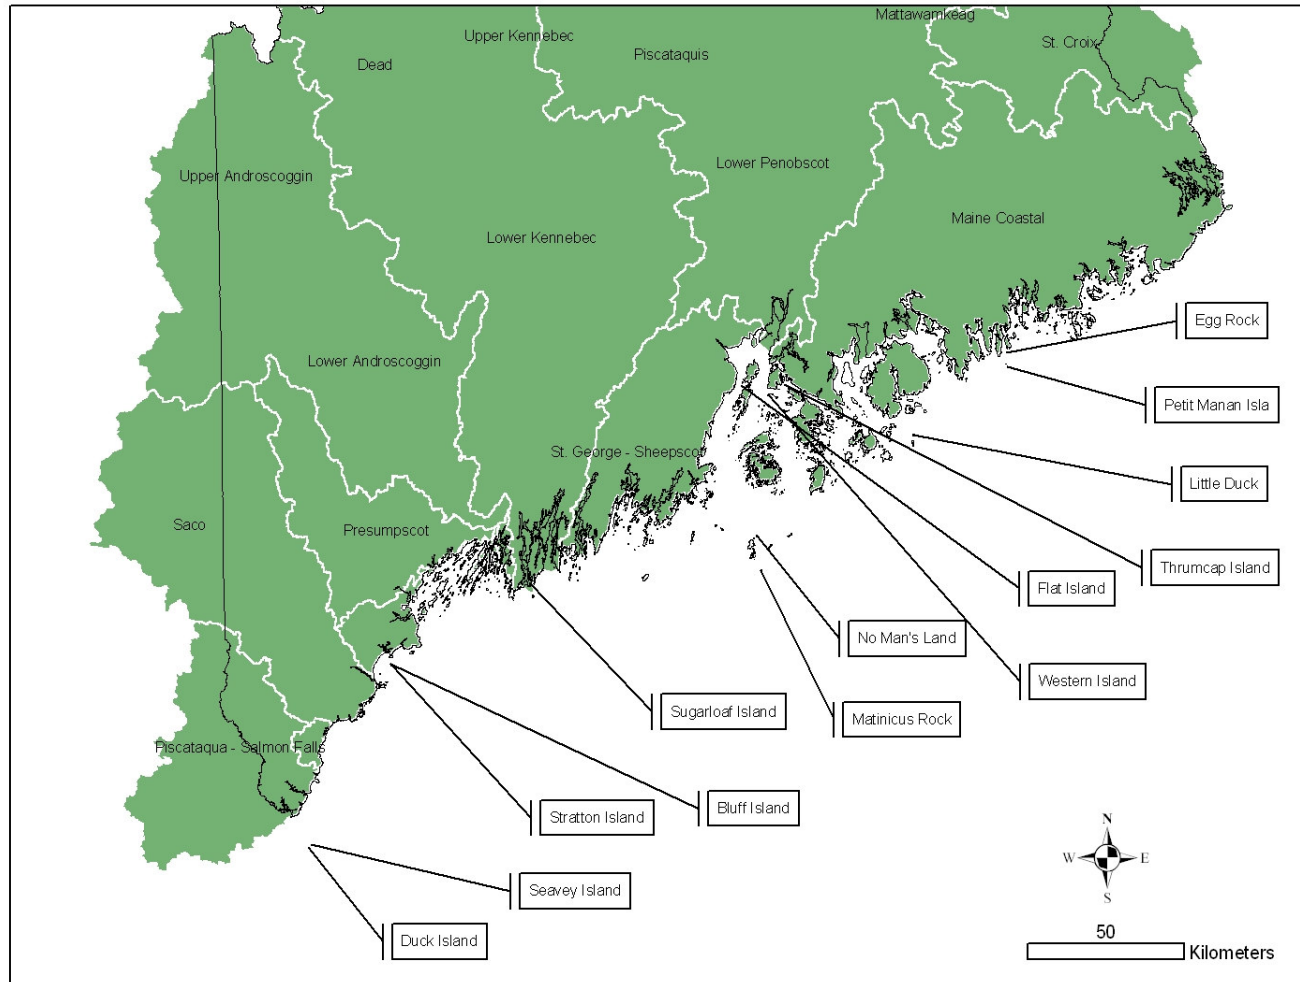 Mattawamkeag
Upper Kennebec
St. Croix
Dead
Piscataquis
Lower Penobscot
Upper Androscoggin
Maine Coastal
Lower Kennebec
Egg Rock
Lower Androscoggin
Petit Manan Isla
St. George - Sheepscot
Little Duck
Saco
Presumpscot
Thrumcap Island
Flat Island
No Man's Land
Western Island
Sugarloaf Island
Matinicus Rock
Piscataqua - Salmon Falls
Bluff Island
Stratton Island
N
W
E
S
Seavey Island
Duck Island
50
Kilometers